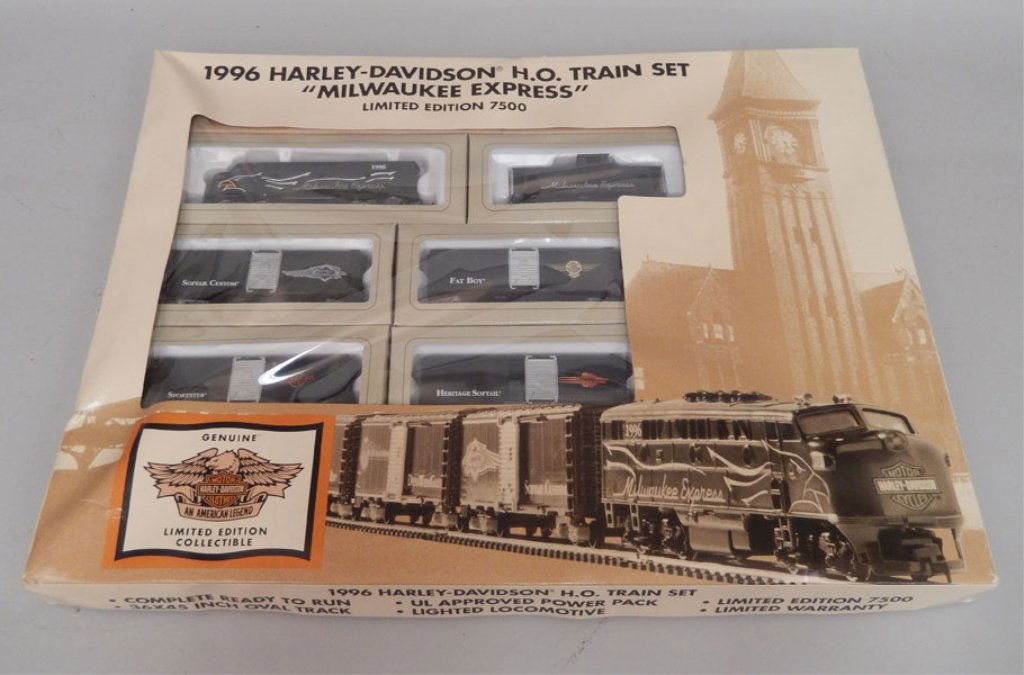 1996 HARLEY-DAVIDSON® H.O. TRAIN SET
"MILWAUKEE EXPRESS"
LIMITED EDITION 7500
1996
Milwaukee Express
Milwaukee Express
SOFTAIL CUSTOM®
FAT BOY®
SPORTSTER®
HERITAGE SOFTAIL®
GENUINE™
MOTOR
HARLEY-DAVIDSON
AN AMERICAN LEGEND
LIMITED EDITION
COLLECTIBLE
1996
Milwaukee Express
MOTOR
HARLEY-DAVIDSON
1996 HARLEY-DAVIDSON® H.O. TRAIN SET
• COMPLETE READY TO RUN • UL APPROVED POWER PACK • LIMITED EDITION 7500
• 36X45 INCH OVAL TRACK • LIGHTED LOCOMOTIVE • LIMITED WARRANTY